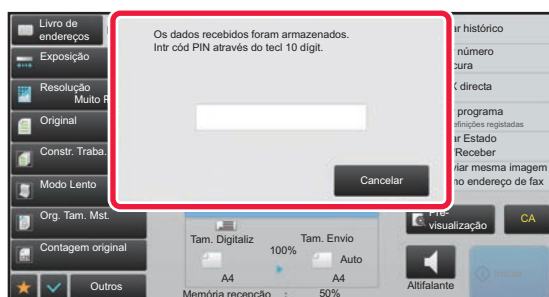 Livro de
endereços
Exposição
Resolução
Muito
Original
Constr. Traba.
Modo Lento
Org. Tam. Mst.
Contagem original
Outros
Os dados recebidos foram armazenados.
Intr cód PIN através do tecl 10 dígit.
Cancelar
Tam. Digitaliz
100%
Tam. Envio
Auto
A4
A4
Memória recepção : 50%
histórico
número
directa
programa
registadas
Estado
Receber
mesma imagem
endereço de fax
Pré-
visualização
CA
Altifalante
Iniciar